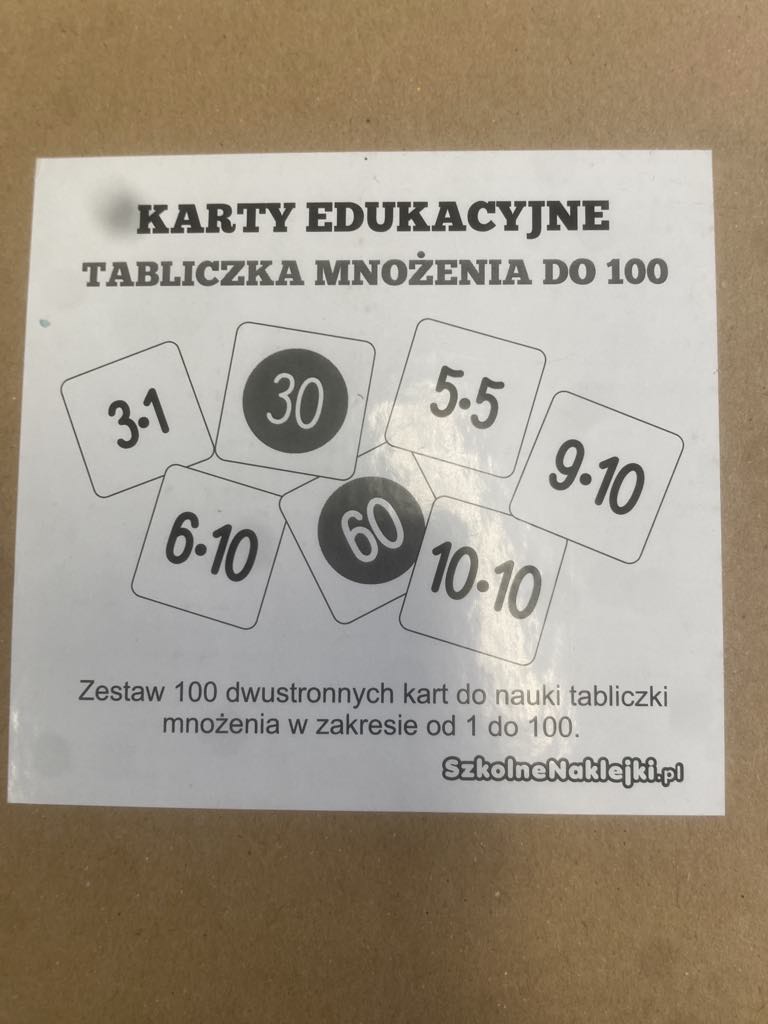 KARTY EDUKACYJNE
TABLICZKA MNOŻENIA DO 100
3·1
30
5·5
9·10
6·10
60
10·10
Zestaw 100 dwustronnych kart do nauki tabliczki
mnożenia w zakresie od 1 do 100.
SzkolneNaklejki.pl